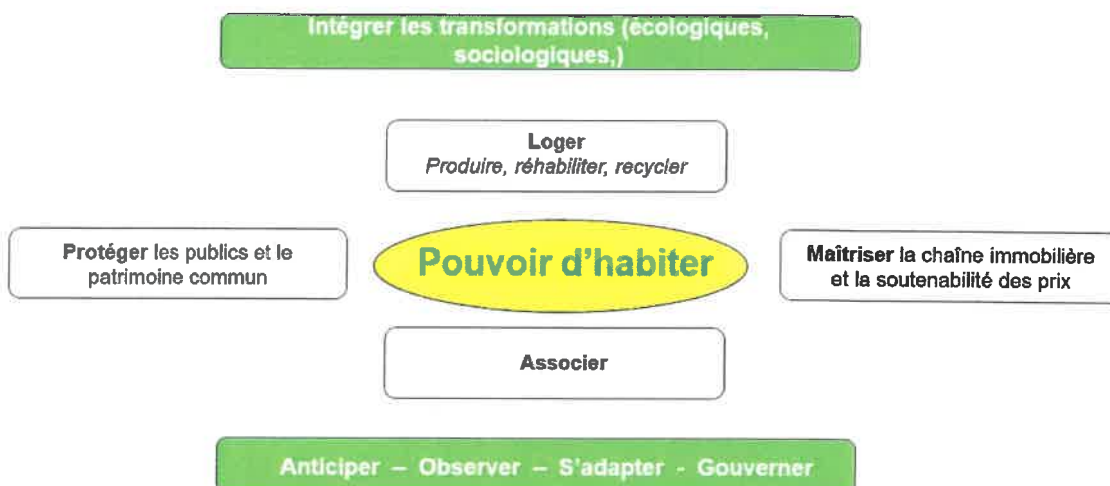 Intégrer les transformations (écologiques,
sociologiques,)
Loger
Produire, réhabiliter, recycler
Protéger les publics et le
patrimoine commun
Pouvoir d'habiter
Maîtriser la chaîne immobilière
et la soutenabilité des prix
Associer
Anticiper – Observer – S'adapter - Gouverner